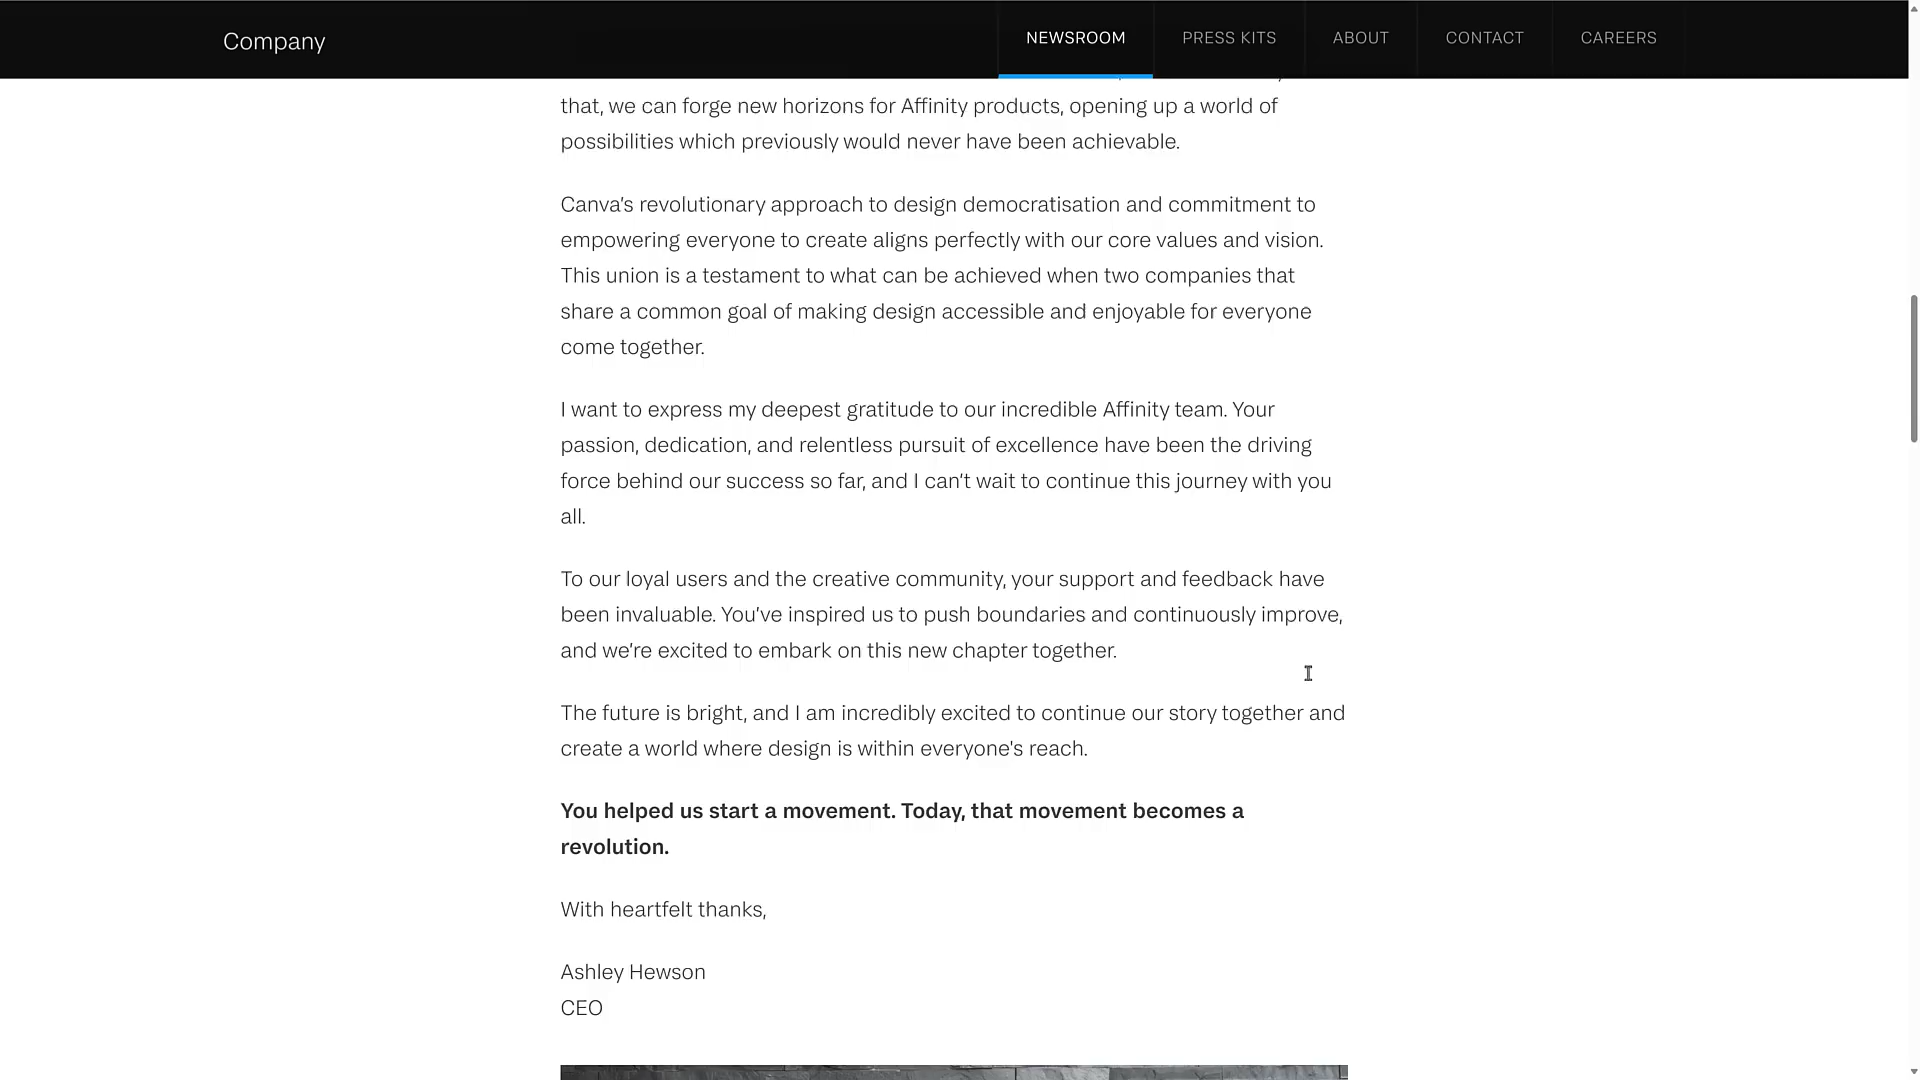 Company
NEWSROOM
PRESS KITS
ABOUT
CONTACT
CAREERS
that, we can forge new horizons for Affinity products, opening up a world of
possibilities which previously would never have been achievable.
Canva’s revolutionary approach to design democratisation and commitment to
empowering everyone to create aligns perfectly with our core values and vision.
This union is a testament to what can be achieved when two companies that
share a common goal of making design accessible and enjoyable for everyone
come together.
I want to express my deepest gratitude to our incredible Affinity team. Your
passion, dedication, and relentless pursuit of excellence have been the driving
force behind our success so far, and I can’t wait to continue this journey with you
all.
To our loyal users and the creative community, your support and feedback have
been invaluable. You’ve inspired us to push boundaries and continuously improve,
and we’re excited to embark on this new chapter together.
The future is bright, and I am incredibly excited to continue our story together and
create a world where design is within everyone's reach.
You helped us start a movement. Today, that movement becomes a
revolution.
With heartfelt thanks,
Ashley Hewson
CEO